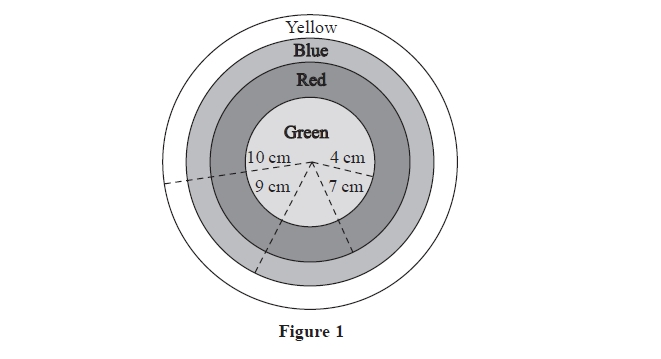 Yellow
Blue
Red
Green
10 cm 4 cm
9 cm 7 cm
Figure 1